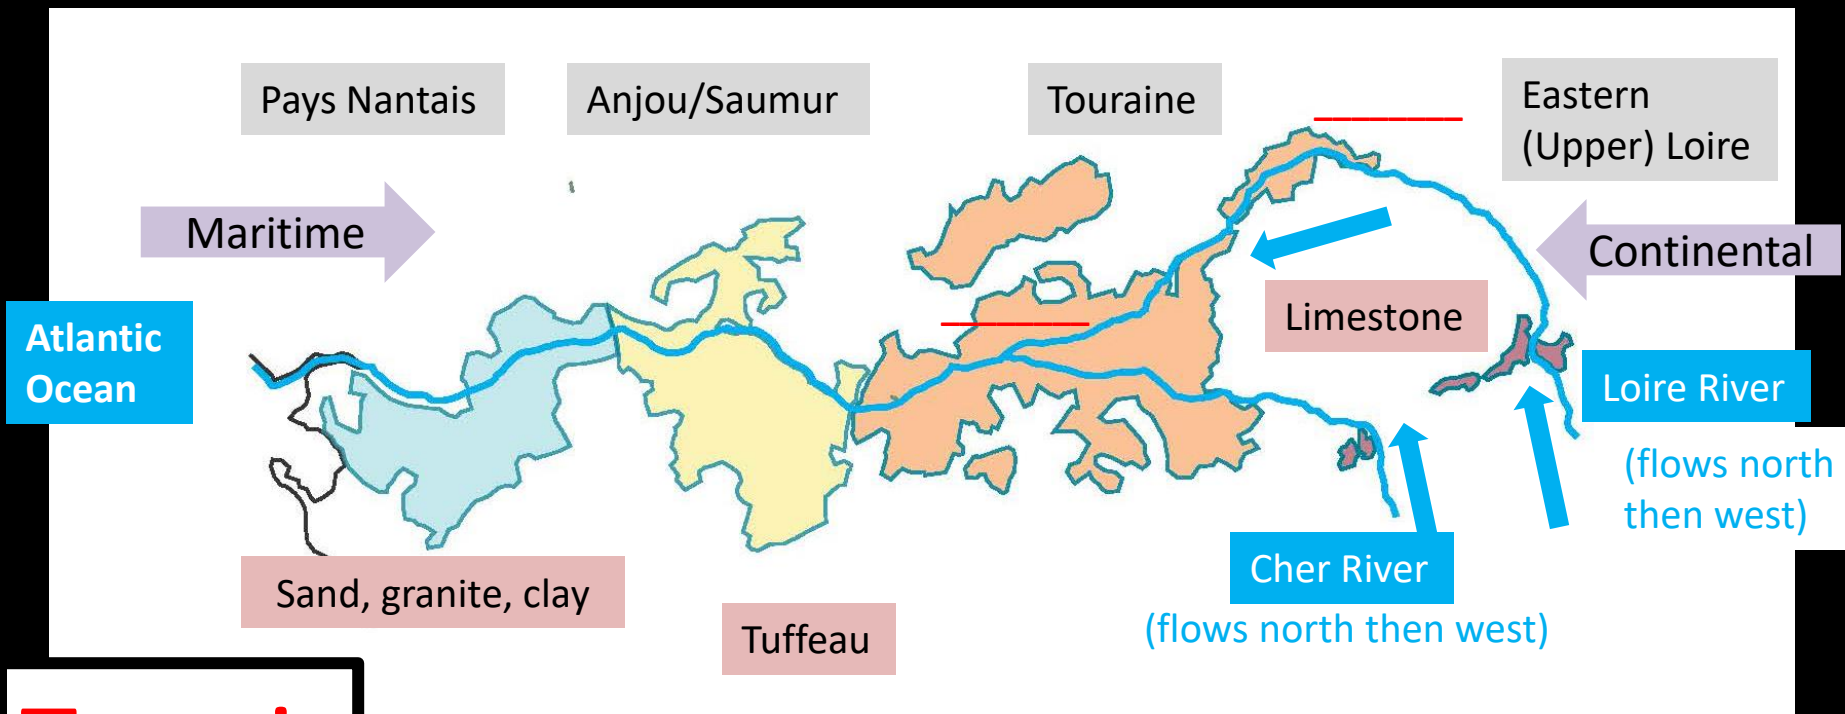 Pays Nantais
Anjou/Saumur
Touraine
Eastern
(Upper) Loire
Maritime
Continental
Atlantic
Ocean
Limestone
Loire River
(flows north
then west)
Cher River
(flows north then west)
Sand, granite, clay
Tuffeau